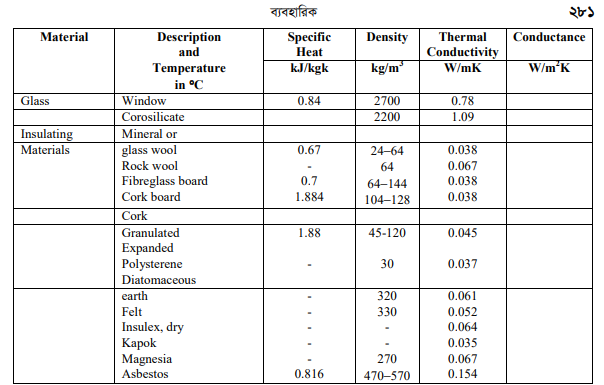 ব্যবহারিক ২৮১
Material Description Specific Density Thermal Conductance
and Heat Conductivity
Temperature kJ/kgk kg/m³ W/mK W/m²K
in ºC
Glass Window 0.84 2700 0.78
Corosilicate 2200 1.09
Insulating Mineral or
Materials glass wool 0.67 24–64 0.038
Rock wool - 64 0.067
Fibreglass board 0.7 64–144 0.038
Cork board 1.884 104–128 0.038
Cork
Granulated 1.88 45-120 0.045
Expanded
Polysterene - 30 0.037
Diatomaceous
earth - 320 0.061
Felt - 330 0.052
Insulex, dry - - 0.064
Kapok - - 0.035
Magnesia - 270 0.067
Asbestos 0.816 470–570 0.154